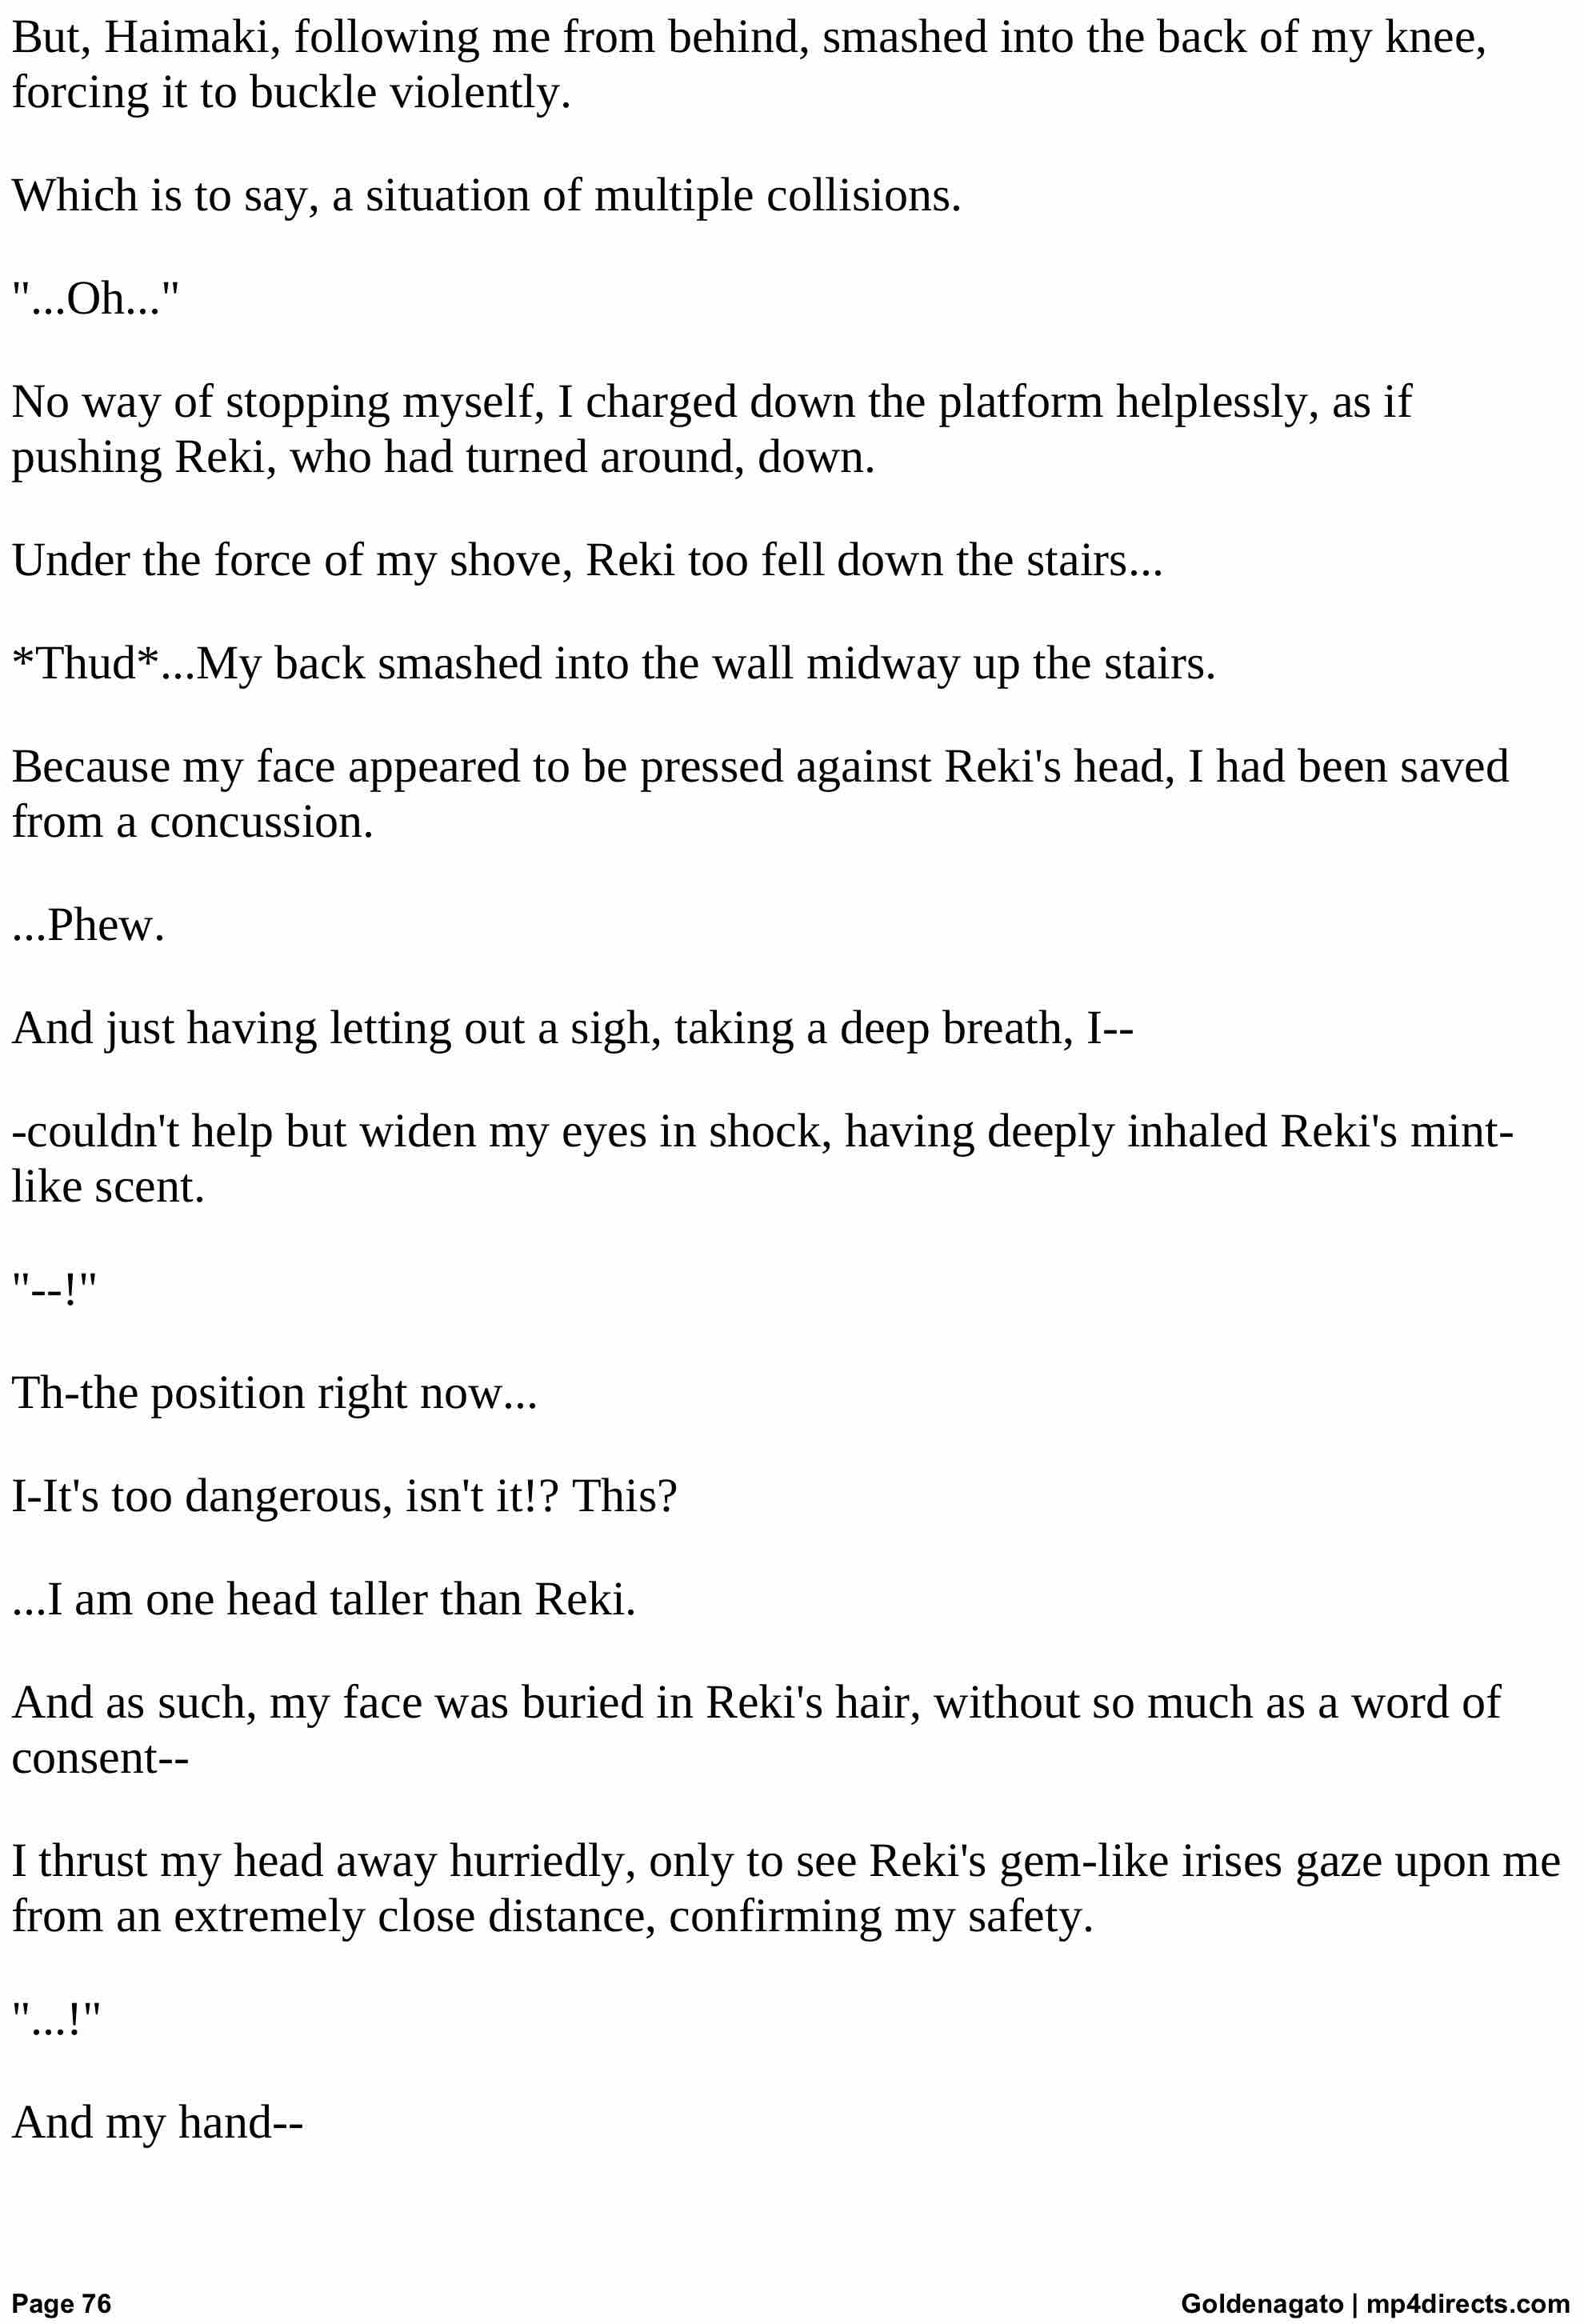 But, Haimaki, following me from behind, smashed into the back of my knee,
forcing it to buckle violently.
Which is to say, a situation of multiple collisions.
"...Oh..."
No way of stopping myself, I charged down the platform helplessly, as if
pushing Reki, who had turned around, down.
Under the force of my shove, Reki too fell down the stairs...
*Thud*...My back smashed into the wall midway up the stairs.
Because my face appeared to be pressed against Reki's head, I had been saved
from a concussion.
...Phew.
And just having letting out a sigh, taking a deep breath, I--
-couldn't help but widen my eyes in shock, having deeply inhaled Reki's mint-
like scent.
"--!"
Th-the position right now...
I-It's too dangerous, isn't it!? This?
...I am one head taller than Reki.
And as such, my face was buried in Reki's hair, without so much as a word of
consent--
I thrust my head away hurriedly, only to see Reki's gem-like irises gaze upon me
from an extremely close distance, confirming my safety.
"...!"
And my hand--
Page 76
Goldenagato | mp4directs.com